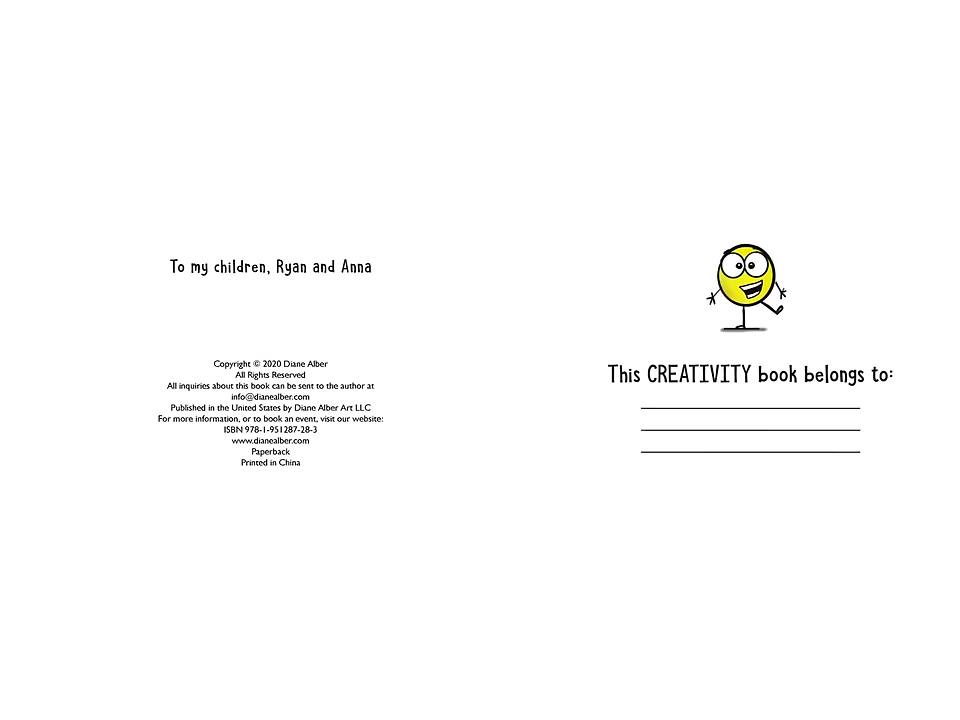 To my children, Ryan and Anna
Copyright © 2020 Diane Alber
All Rights Reserved
All inquiries about this book can be sent to the author at
info@dianealber.com
Published in the United States by Diane Alber Art LLC
For more information, or to book an event, visit our website:
ISBN 978-1-951287-28-3
www.dianealber.com
Paperback
Printed in China
This CREATIVITY book belongs to: